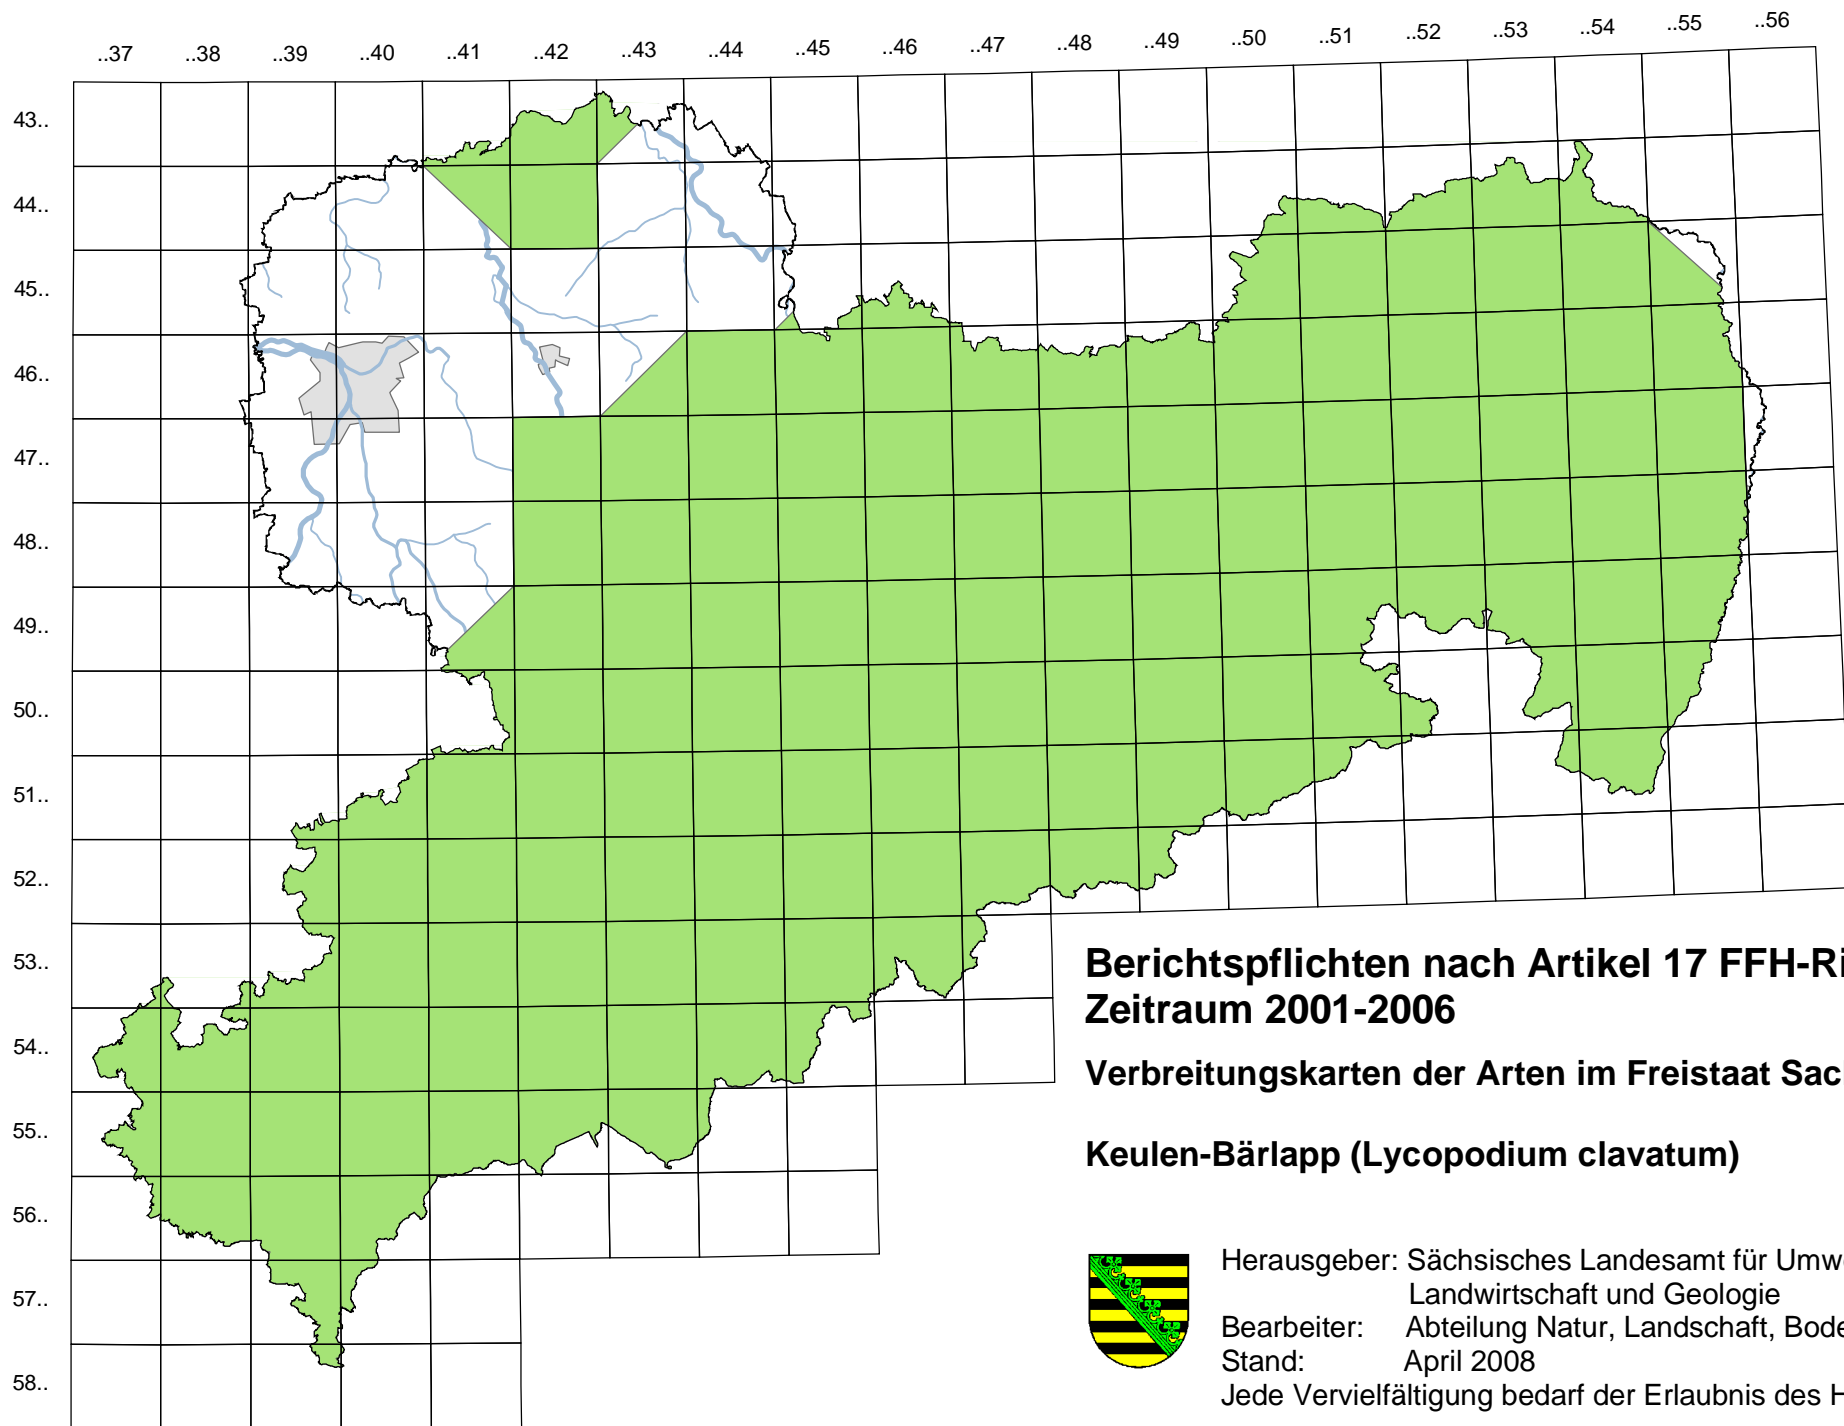 ..37 ..38 ..39 ..40 ..41 ..42 ..43 ..44 ..45 ..46 ..47 ..48 ..49 ..50 ..51 ..52 ..53 ..54 ..55 ..56
43..
44..
45..
46..
47..
48..
49..
50..
51..
52..
53..
54..
55..
56..
57..
58..
Berichtspflichten nach Artikel 17 FFH-Ri
Zeitraum 2001-2006
Verbreitungskarten der Arten im Freistaat Sac
Keulen-Bärlapp (Lycopodium clavatum)
Herausgeber: Sächsisches Landesamt für Umwe
Landwirtschaft und Geologie
Bearbeiter: Abteilung Natur, Landschaft, Bode
Stand: April 2008
Jede Vervielfältigung bedarf der Erlaubnis des H